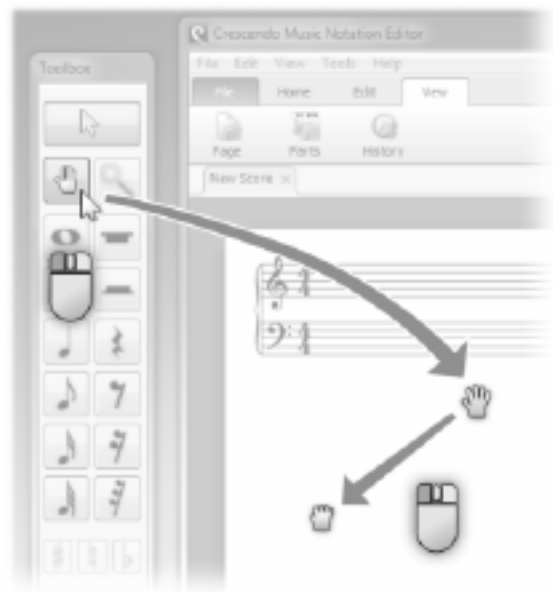 Crescendo Music Notation Editor
Toolbox
File Edit View Tools Help
File Home Edit View
Page Parts History
New Score